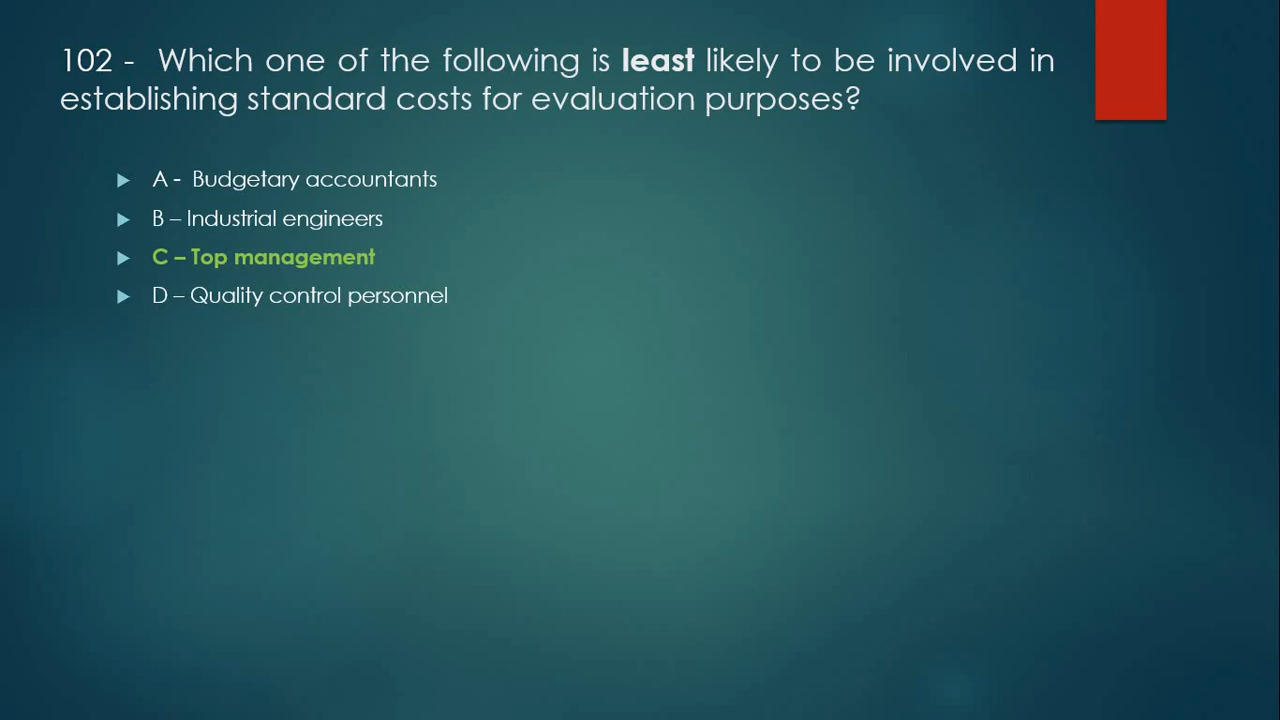 102 - Which one of the following is least likely to be involved in
establishing standard costs for evaluation purposes?
A - Budgetary accountants
B – Industrial engineers
C – Top management
D – Quality control personnel